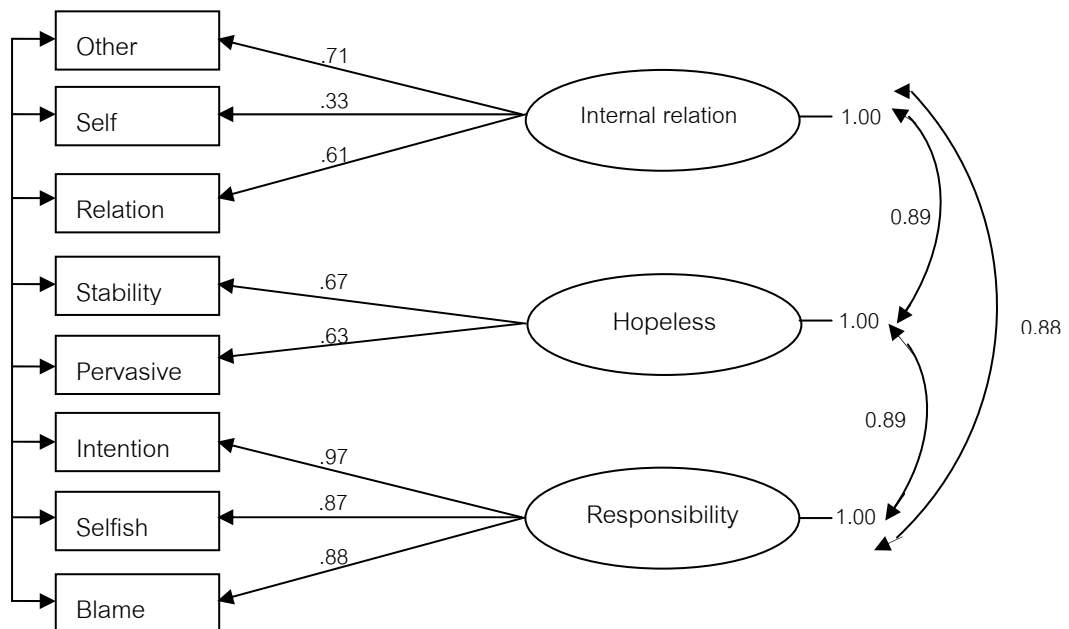 Other
.71
Self
.33
Internal relation
1.00
.61
Relation
0.89
Stability
.67
Hopeless
1.00
0.88
.63
Pervasive
0.89
Intention
.97
Selfish
.87
Responsibility
1.00
.88
Blame